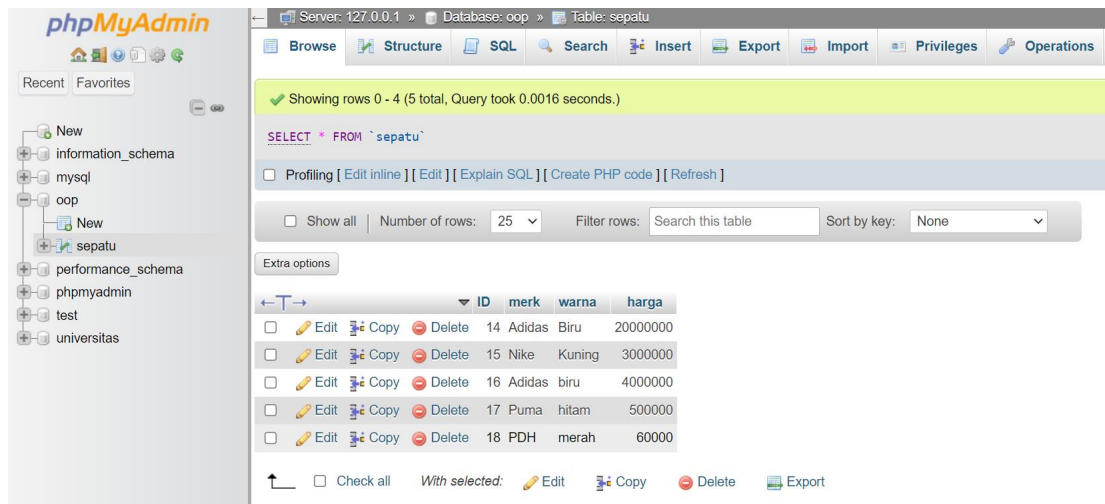 phpMyAdmin
Recent Favorites
New
information_schema
mysql
oop
New
sepatu
performance_schema
phpmyadmin
test
universitas
Server: 127.0.0.1 » Database: oop » Table: sepatu
Browse Structure SQL Search Insert Export Import Privileges Operations
Showing rows 0 - 4 (5 total, Query took 0.0016 seconds.)
SELECT * FROM `sepatu`
Profiling [ Edit inline ] [ Edit ] [ Explain SQL ] [ Create PHP code ] [ Refresh ]
Show all | Number of rows: 25 Filter rows: Search this table Sort by key: None
Extra options
←T→ ID merk warna harga
Edit Copy Delete 14 Adidas Biru 20000000
Edit Copy Delete 15 Nike Kuning 3000000
Edit Copy Delete 16 Adidas biru 4000000
Edit Copy Delete 17 Puma hitam 500000
Edit Copy Delete 18 PDH merah 60000
Check all With selected: Edit Copy Delete Export